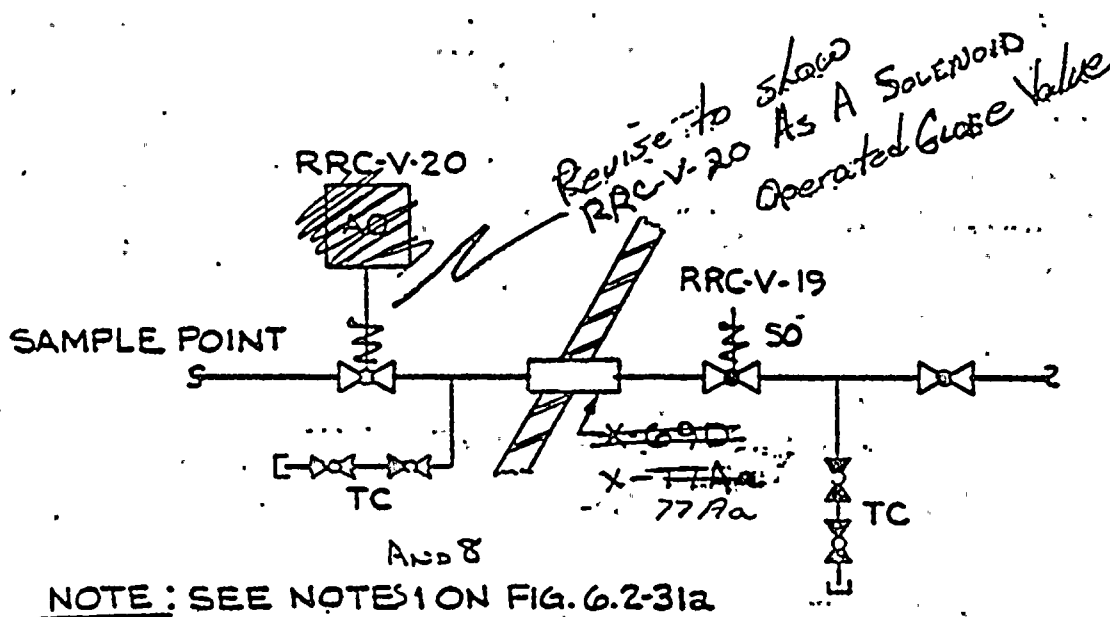 Revise to show
RRC-V-20 As A SOLENOID
Operated Globe Valve
RRC-V-20
AO
RRC-V-19
SO
SAMPLE POINT
X-69D
X-77Aa
77Aa
TC
TC
AND 8
NOTE: SEE NOTES 1 ON FIG. 6.2-31a